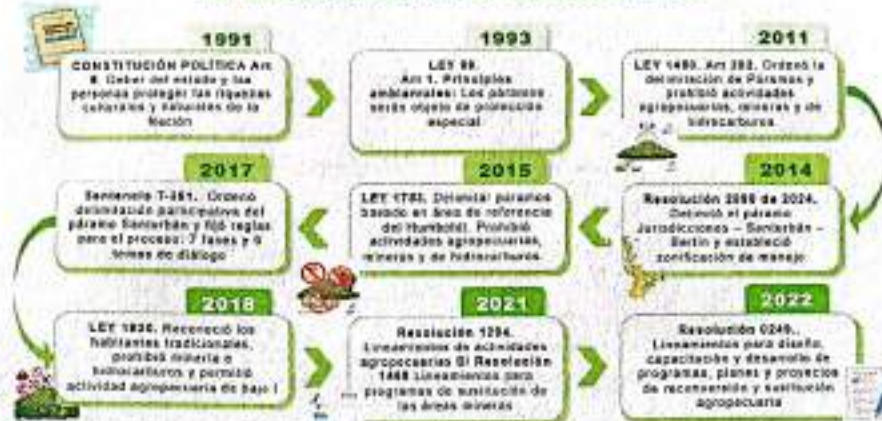 1991
CONSTITUCIÓN POLÍTICA Art
8. Deber del estado y las
personas proteger las riquezas
culturales y naturales de la
Nación
1993
LEY 99.
Art 1. Principios
ambientales: Los páramos
serán objeto de protección
especial
2011
LEY 1450. Art 202. Ordenó la
delimitación de Páramos y
prohibió actividades
agropecuarias, mineras y de
hidrocarburos
2014
Resolución 2090 de 2024.
Delimitó el páramo
Jurisdicciones – Santurbán –
Berlín y estableció
zonificación de manejo
2015
LEY 1753. Delimitar páramos
basado en área de referencia
del Humboldt. Prohibió
actividades agropecuarias,
mineras y de hidrocarburos.
2017
Sentencia T-361. Ordenó
delimitación participativa del
páramo Santurbán y fijó reglas
para el proceso: 7 fases y 6
temas de diálogo
2018
LEY 1930. Reconoció los
habitantes tradicionales,
prohibió minería e
hidrocarburos y permitió
actividad agropecuaria de bajo I
2021
Resolución 1294.
Lineamientos de actividades
agropecuarias BI Resolución
1468 Lineamientos para
programas de sustitución de
las áreas mineras
2022
Resolución 0249..
Lineamientos para diseño,
capacitación y desarrollo de
programas, planes y proyectos
de reconversión y sustitución
agropecuaria